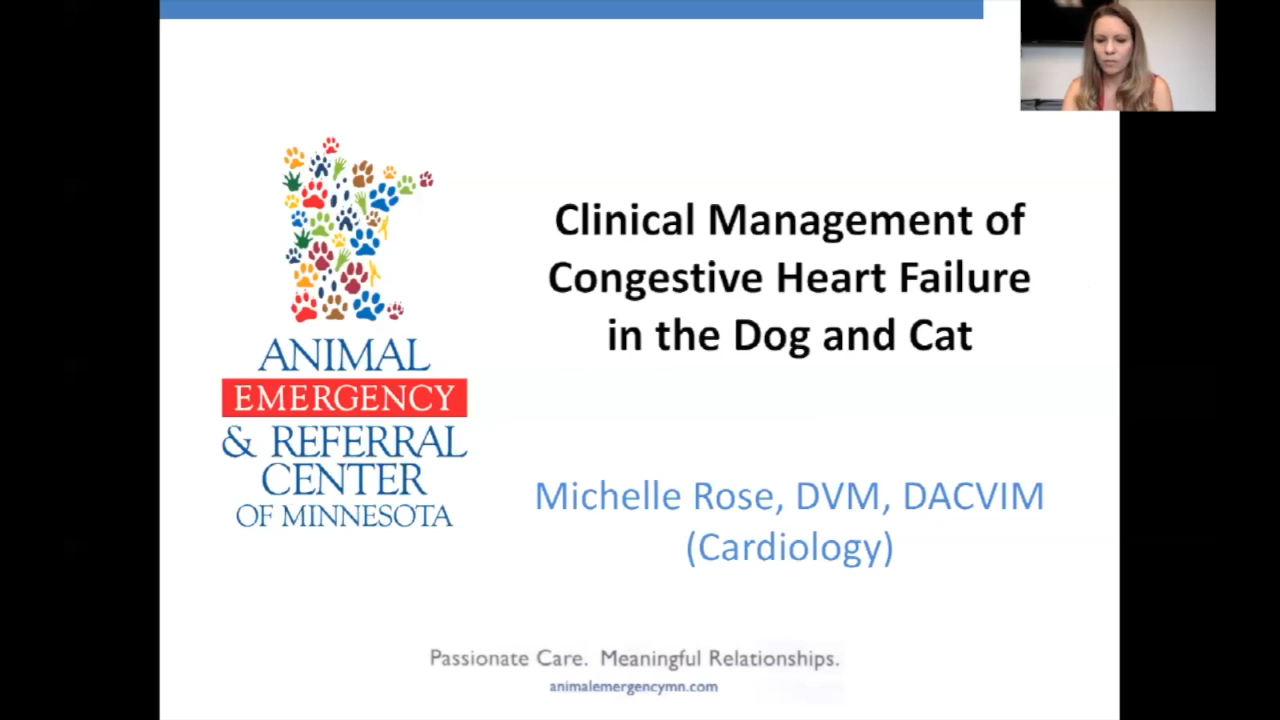 Clinical Management of
Congestive Heart Failure
in the Dog and Cat
ANIMAL
EMERGENCY
& REFERRAL
CENTER
OF MINNESOTA
Michelle Rose, DVM, DACVIM
(Cardiology)
Passionate Care.  Meaningful Relationships.
animalemergencymn.com